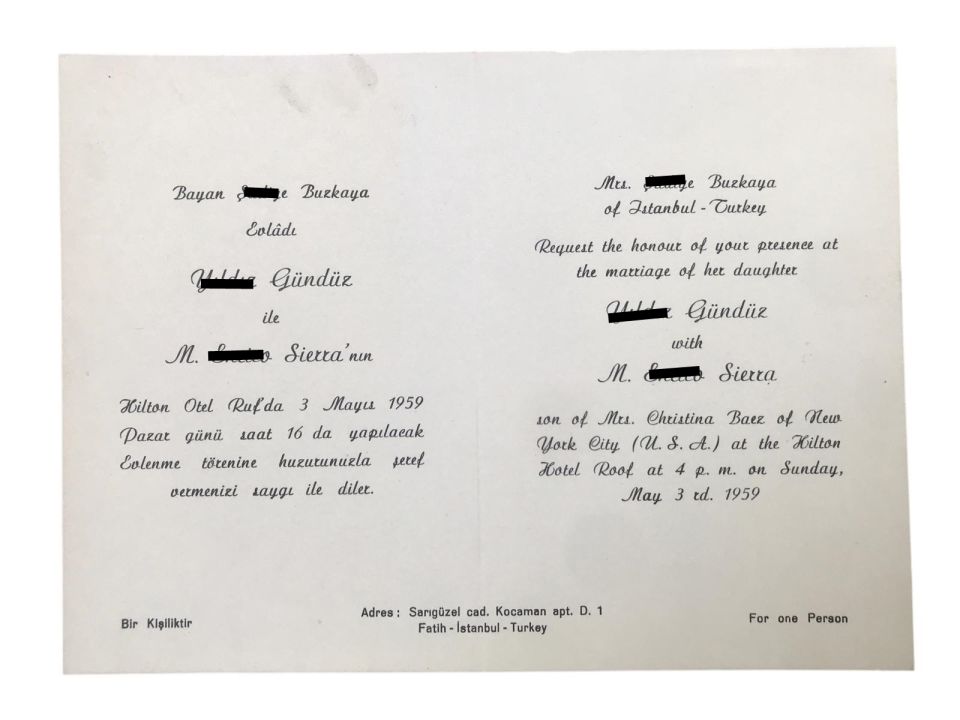 Bayan Buzkaya
Evlâdı
Gündüz
ile
M. Sierra'nın
Hilton Otel Ruf'da 3 Mayıs 1959
Pazar günü saat 16 da yapılacak
Evlenme törenine huzurunuzla şeref
vermenizi saygı ile diler.
Bir Kişiliktir
Mrs. Buzkaya
of Istanbul - Turkey
Request the honour of your presence at
the marriage of her daughter
Gündüz
with
M. Sierra
son of Mrs. Christina Baez of New
York City (U. S. A.) at the Hilton
Hotel Roof at 4 p. m. on Sunday,
May 3 rd. 1959
For one Person
Adres : Sarıgüzel cad. Kocaman apt. D. 1
Fatih - İstanbul - Turkey